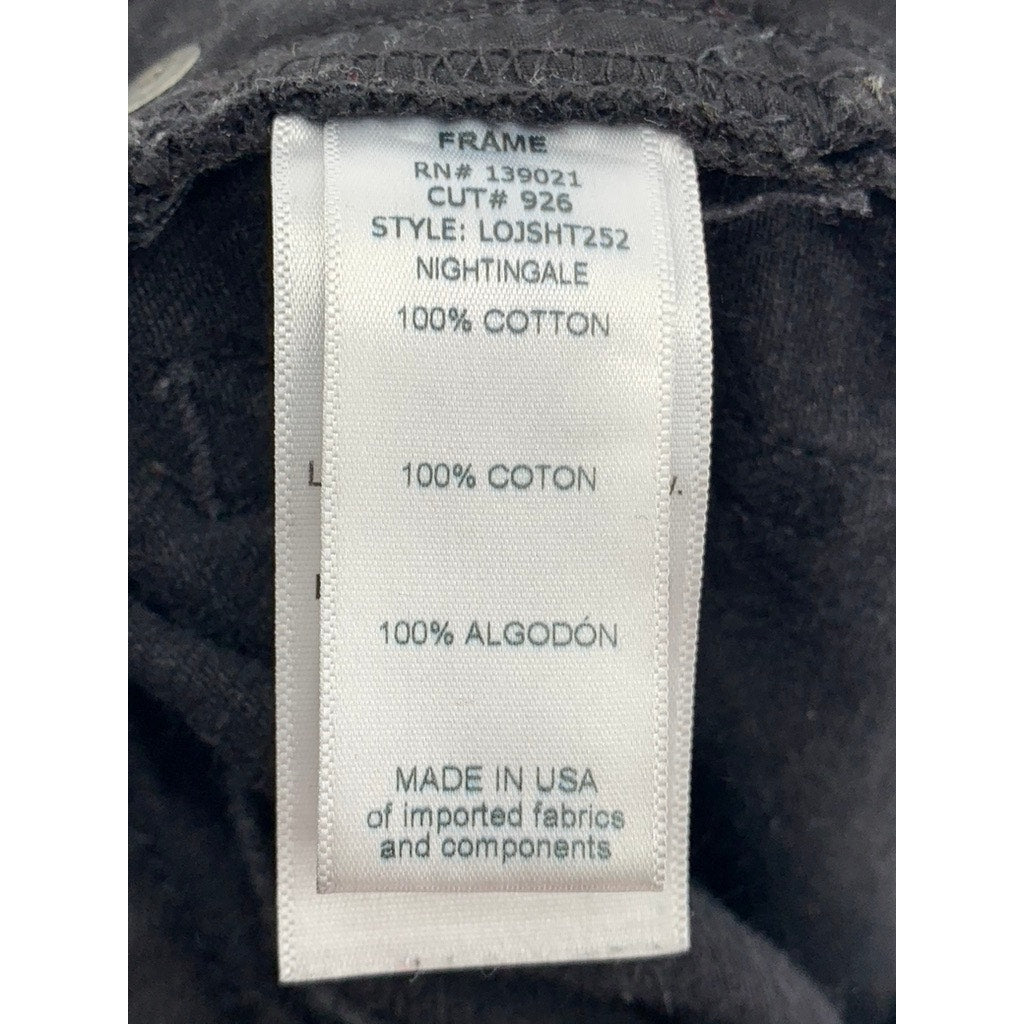 FRAME
RN# 139021
CUT# 926
STYLE: LOJSHT252
NIGHTINGALE
100% COTTON
100% COTON
100% ALGODÓN
MADE IN USA
of imported fabrics
and components